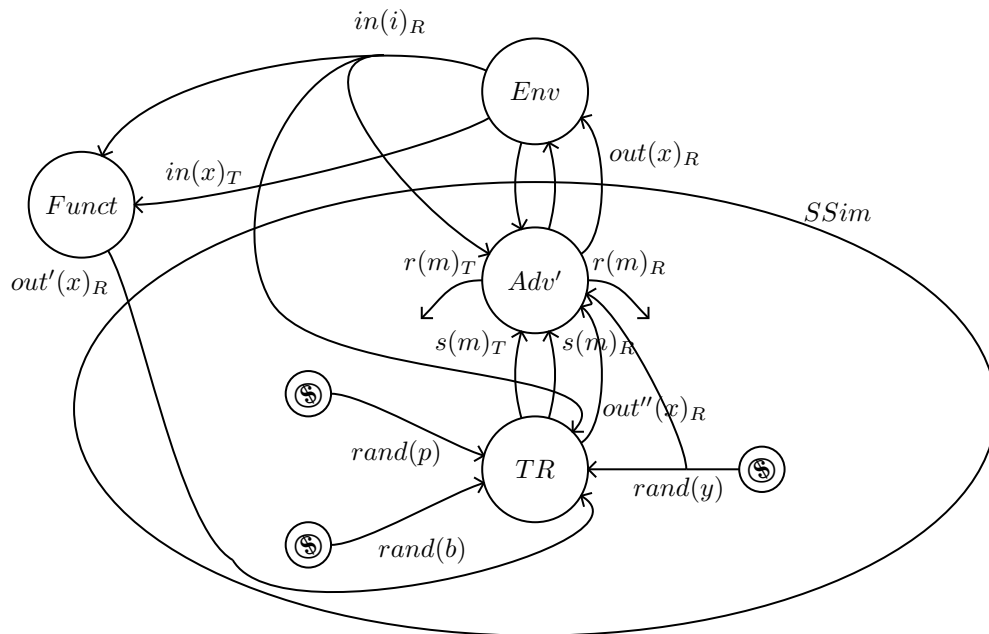 in(i)_R
Env
out(x)_R
in(x)_T
Funct
SSim
r(m)_T
r(m)_R
Adv'
out'(x)_R
s(m)_T
s(m)_R
$
out''(x)_R
rand(p)
TR
$
rand(y)
$
rand(b)